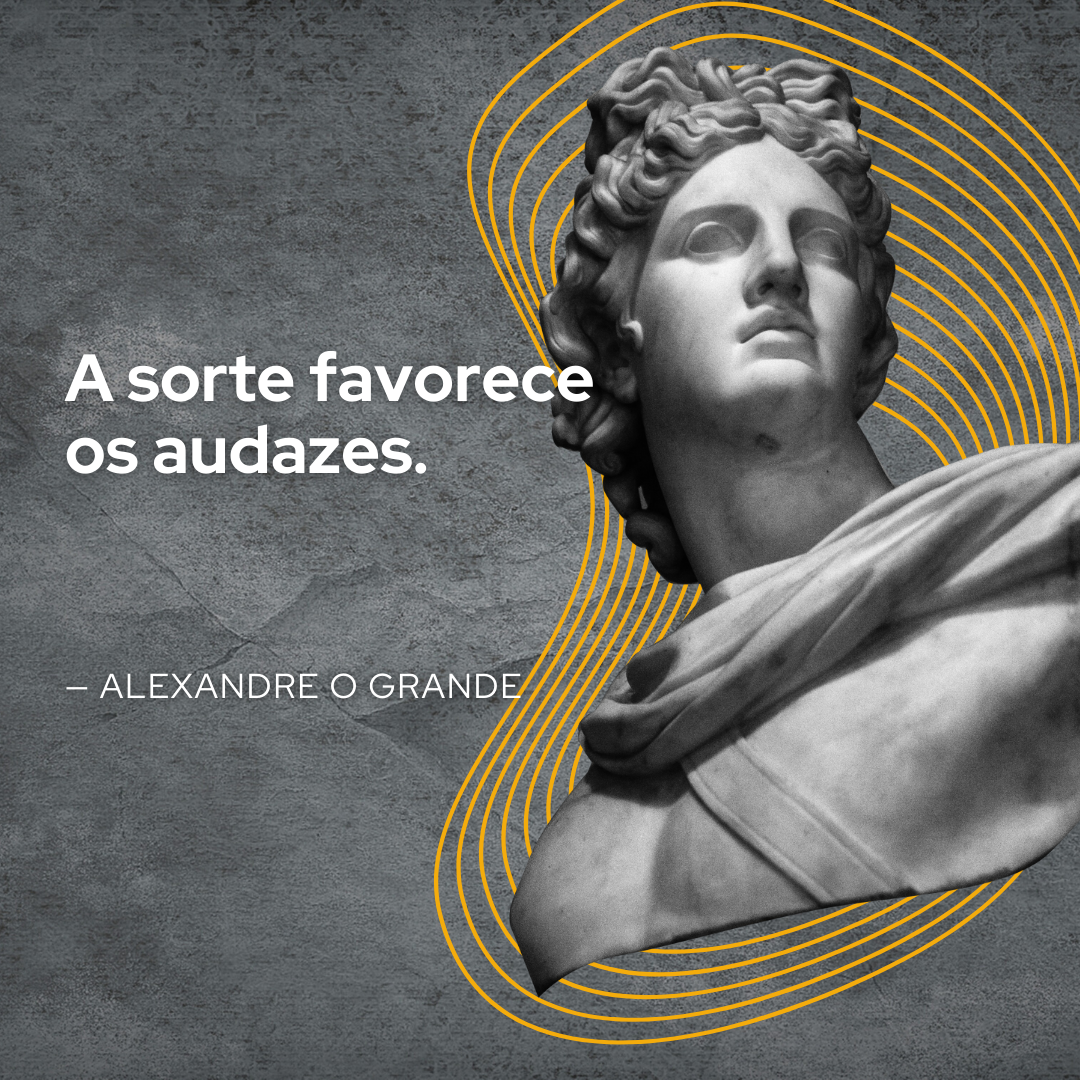 A sorte favorece
os audazes.
– ALEXANDRE O GRANDE